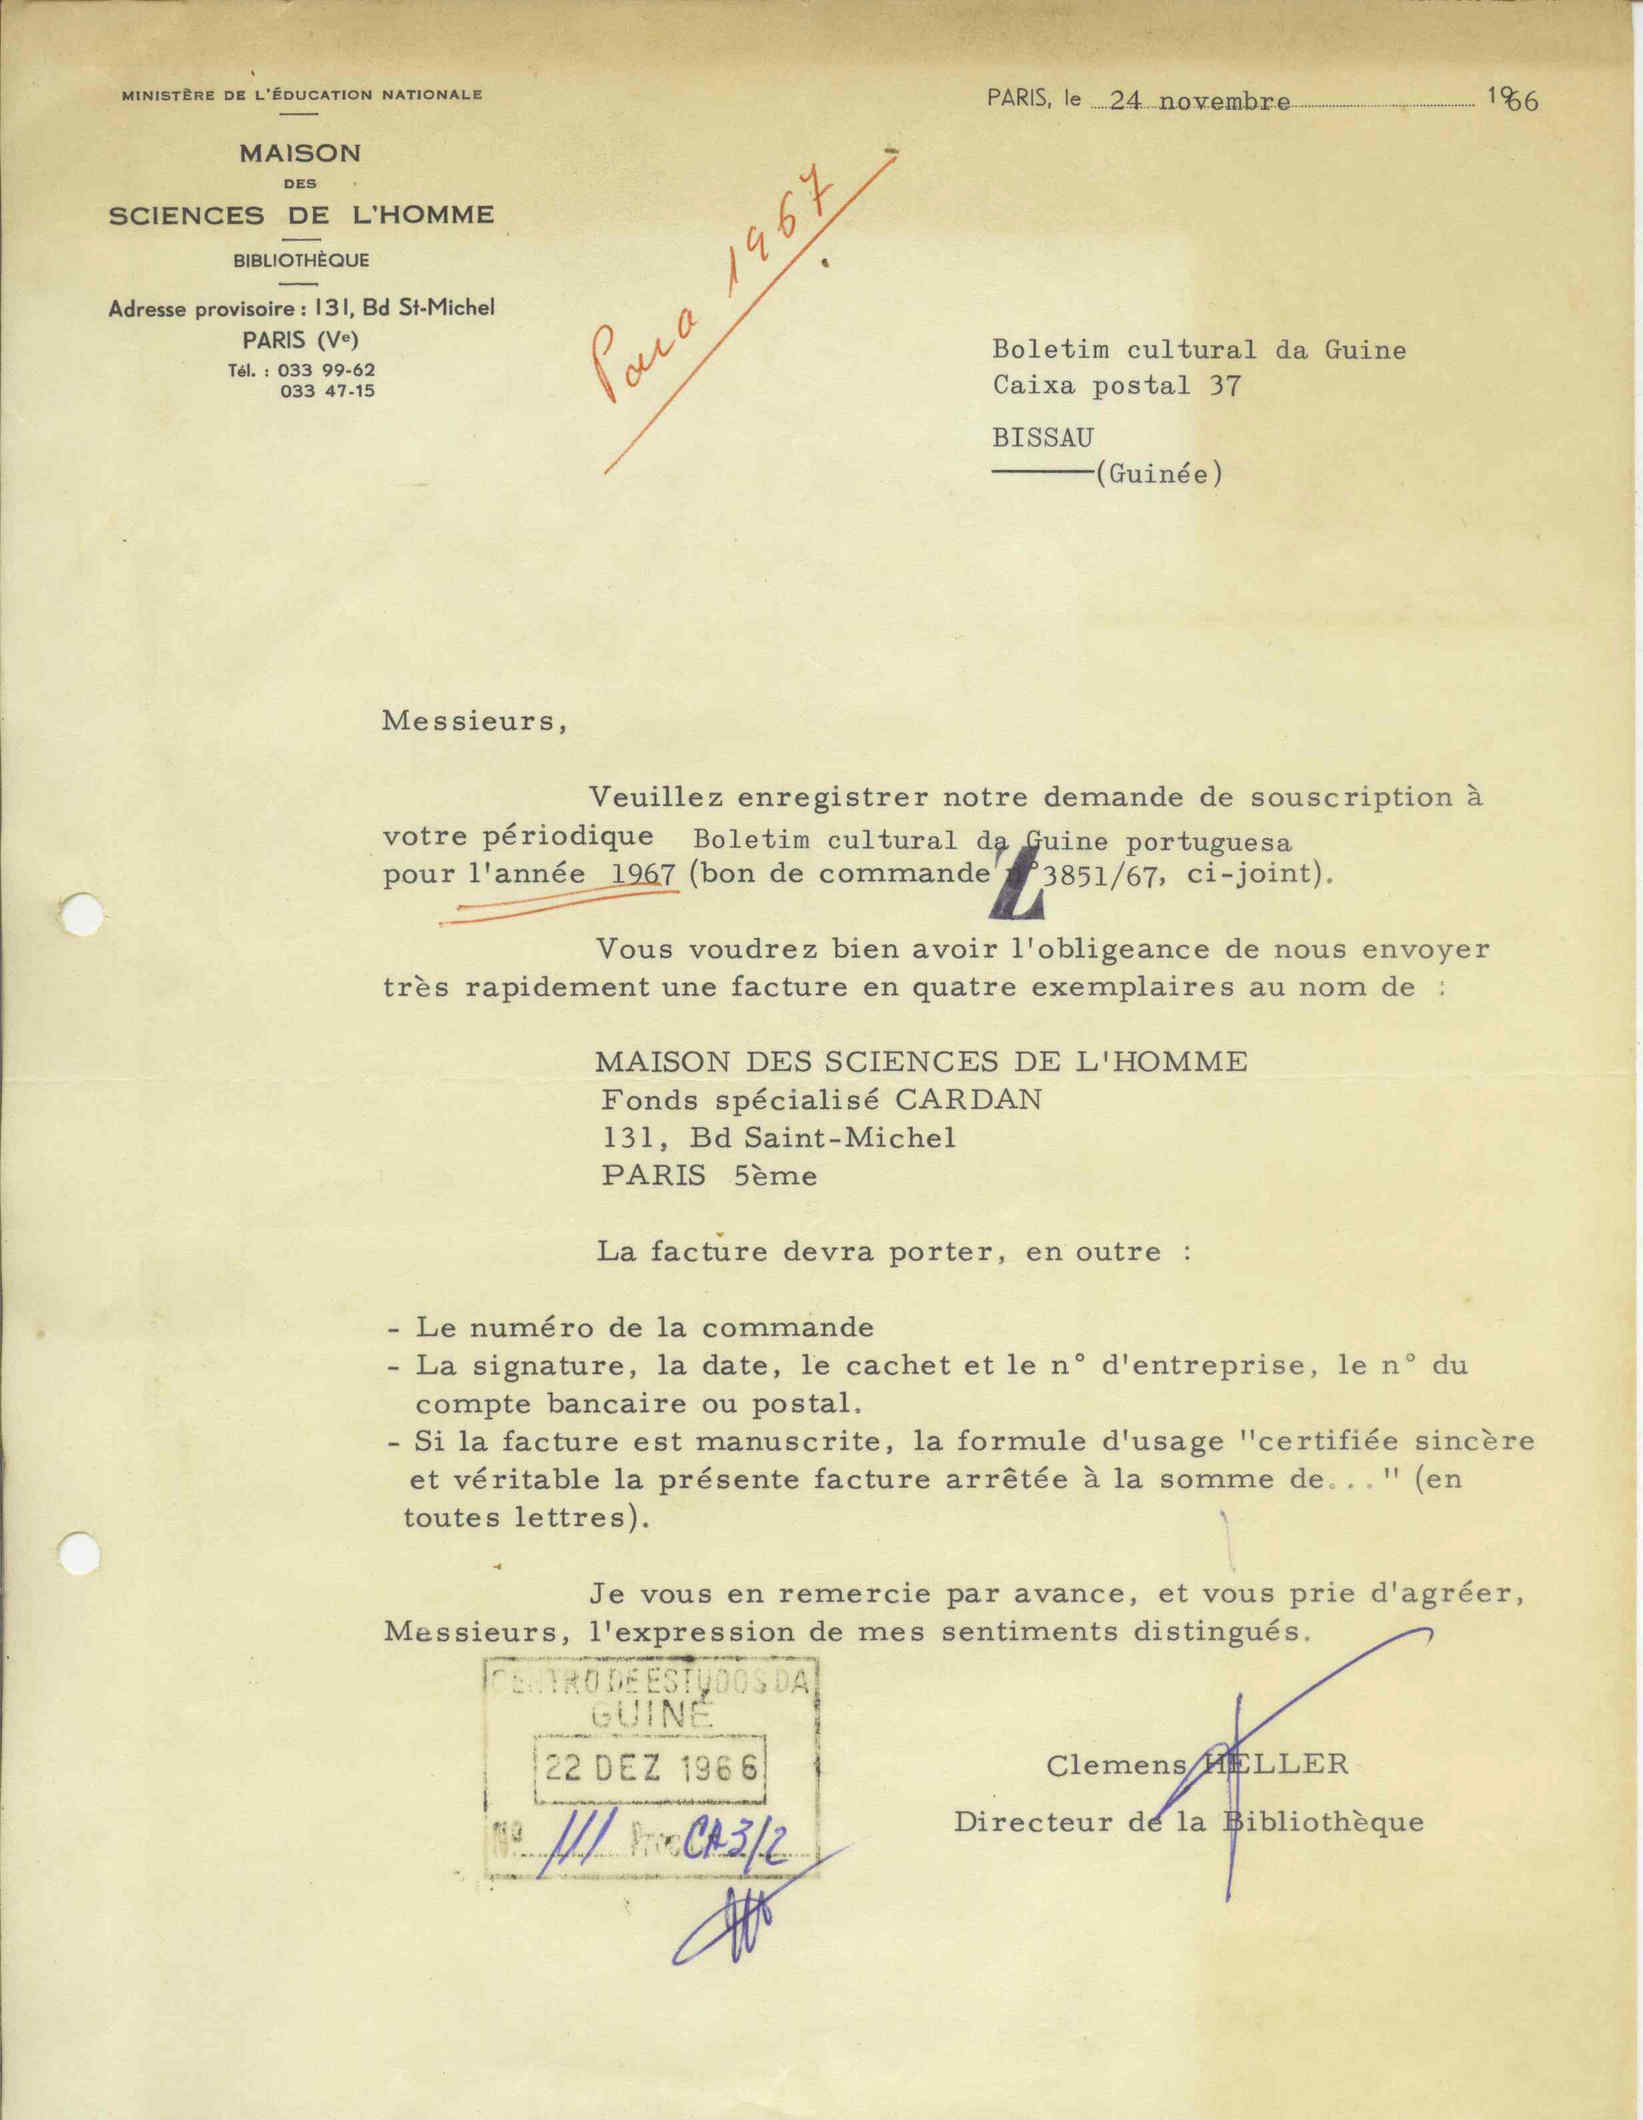 MINISTÈRE DE L'ÉDUCATION NATIONALE
MAISON
DES
SCIENCES DE L'HOMME
BIBLIOTHÈQUE
Adresse provisoire : 131, Bd St-Michel
PARIS (Ve)
Tél. : 033 99-62
033 47-15
PARIS, le 24 novembre 1966
Para 1967
Boletim cultural da Guine
Caixa postal 37
BISSAU
(Guinée)
Messieurs,
Veuillez enregistrer notre demande de souscription à
votre périodique Boletim cultural da Guine portuguesa
pour l'année 1967 (bon de commande 3851/67, ci-joint).
Vous voudrez bien avoir l'obligeance de nous envoyer
très rapidement une facture en quatre exemplaires au nom de :
MAISON DES SCIENCES DE L'HOMME
Fonds spécialisé CARDAN
131, Bd Saint-Michel
PARIS 5ème
La facture devra porter, en outre :
- Le numéro de la commande
- La signature, la date, le cachet et le n° d'entreprise, le n° du
compte bancaire ou postal.
- Si la facture est manuscrite, la formule d'usage "certifiée sincère
et véritable la présente facture arrêtée à la somme de..." (en
toutes lettres).
Je vous en remercie par avance, et vous prie d'agréer,
Messieurs, l'expression de mes sentiments distingués.
CENTRO DE ESTUDOS DA
GUINÉ
22 DEZ 1966
Nº 111 Proc CA3/2
Clemens HELLER
Directeur de la Bibliothèque